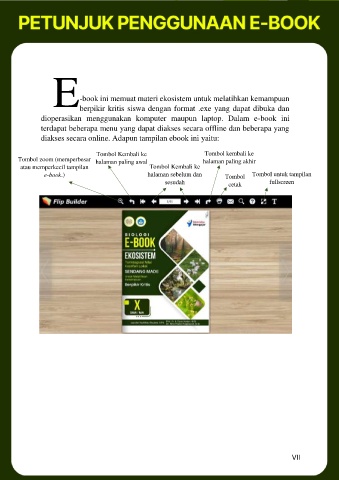 PETUNJUK PENGGUNAAN E-BOOK
E-book ini memuat materi ekosistem untuk melatihkan kemampuan
berpikir kritis siswa dengan format .exe yang dapat dibuka dan
dioperasikan menggunakan komputer maupun laptop. Dalam e-book ini
terdapat beberapa menu yang dapat diakses secara offline dan beberapa yang
diakses secara online. Adapun tampilan ebook ini yaitu:
Tombol zoom (memperbesar
atau memperkecil tampilan
e-book.)
Tombol Kembali ke
halaman paling awal
Tombol Kembali ke
halaman sebelum dan
sesudah
Tombol kembali ke
halaman paling akhir
Tombol
cetak
Tombol untuk tampilan
fullscreen
Flip Builder
BIOLOGI
E-BOOK
EKOSISTEM
SENDANG MADE
Berpikir Kritis
X
VII